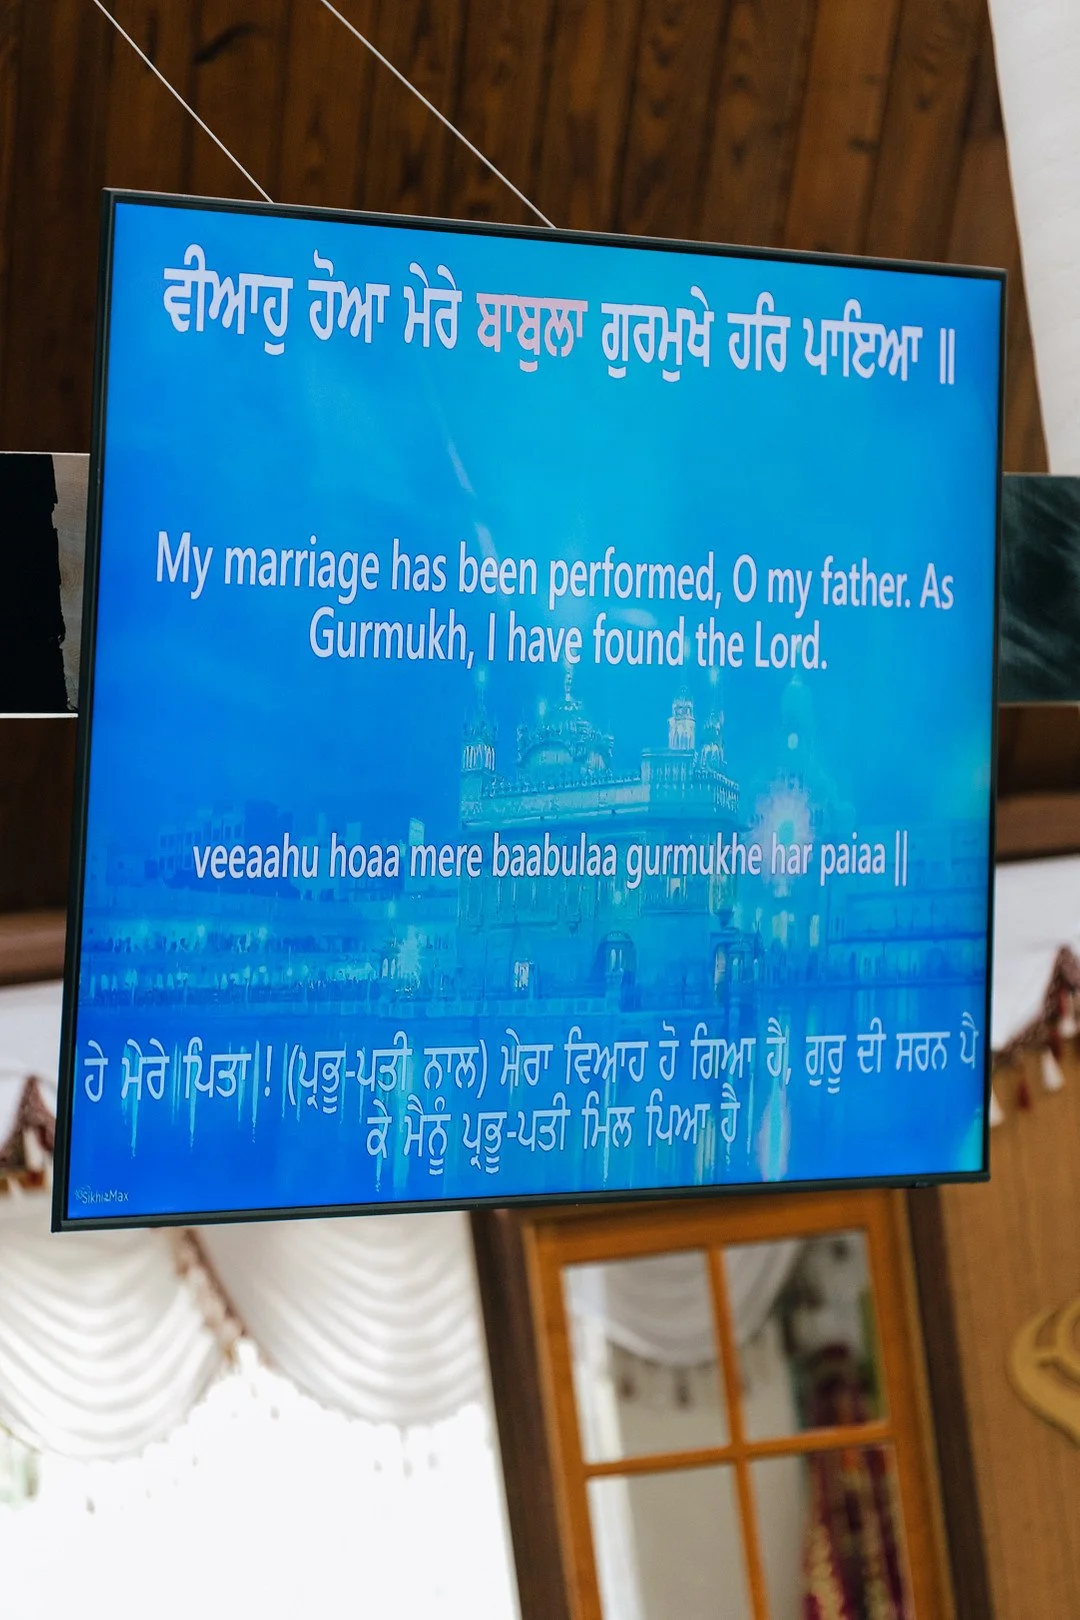 ਵੀਆਹੁ ਹੋਆ ਮੇਰੇ ਬਾਬੁਲਾ ਗੁਰਮੁਖੇ ਹਰਿ ਪਾਇਆ ॥
My marriage has been performed, O my father. As
Gurmukh, I have found the Lord.
veeaahu hoaa mere baabulaa gurmukhe har paiaa ||
ਹੇ ਮੇਰੇ ਪਿਤਾ ! (ਪ੍ਰਭੂ-ਪਤੀ ਨਾਲ) ਮੇਰਾ ਵਿਆਹ ਹੋ ਗਿਆ ਹੈ, ਗੁਰੂ ਦੀ ਸਰਨ ਪੈ
ਕੇ ਮੈਨੂੰ ਪ੍ਰਭੂ-ਪਤੀ ਮਿਲ ਪਿਆ ਹੈ
SikhiToMax